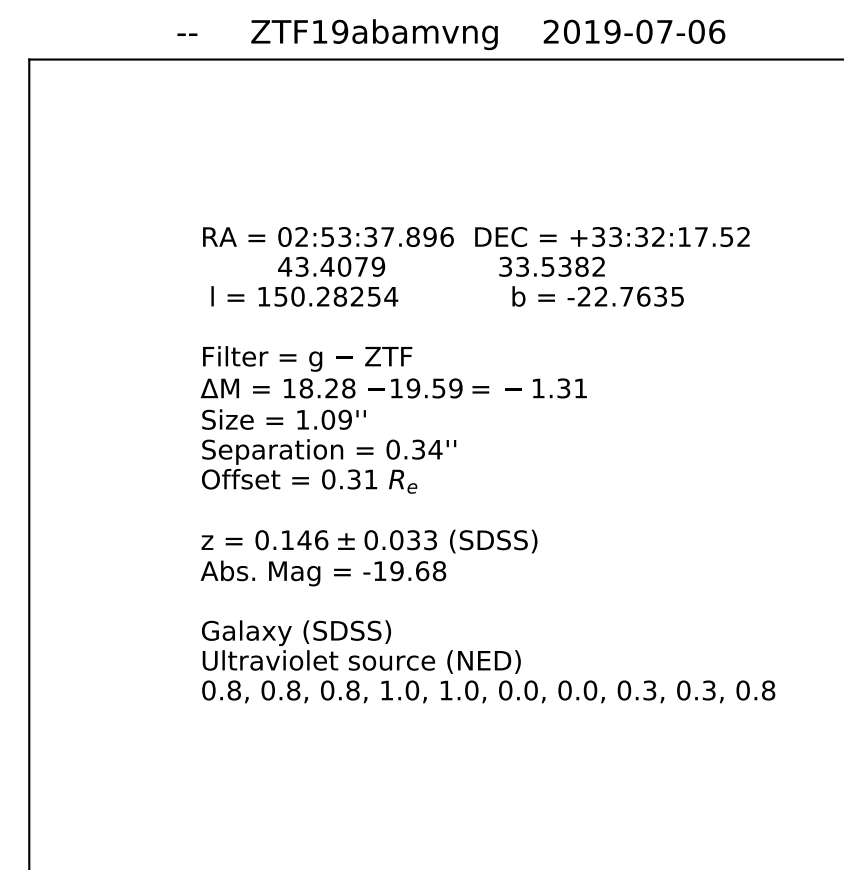 -- ZTF19abamvng 2019-07-06
RA = 02:53:37.896 DEC = +33:32:17.52
43.4079 33.5382
l = 150.28254 b = -22.7635
Filter = g − ZTF
ΔM = 18.28 −19.59 = − 1.31
Size = 1.09''
Separation = 0.34''
Offset = 0.31 Re
z = 0.146 ± 0.033 (SDSS)
Abs. Mag = -19.68
Galaxy (SDSS)
Ultraviolet source (NED)
0.8, 0.8, 0.8, 1.0, 1.0, 0.0, 0.0, 0.3, 0.3, 0.8